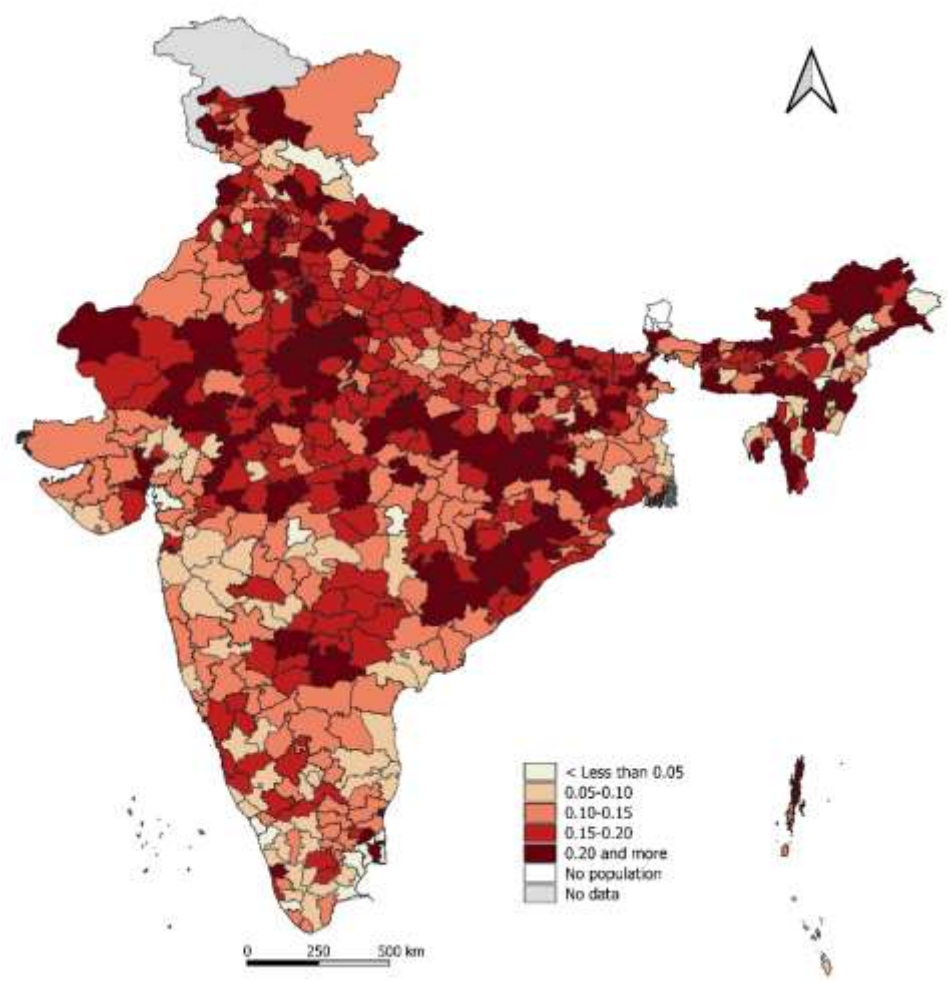 < Less than 0.05
0.05-0.10
0.10-0.15
0.15-0.20
0.20 and more
No population
No data
0 250 500 km